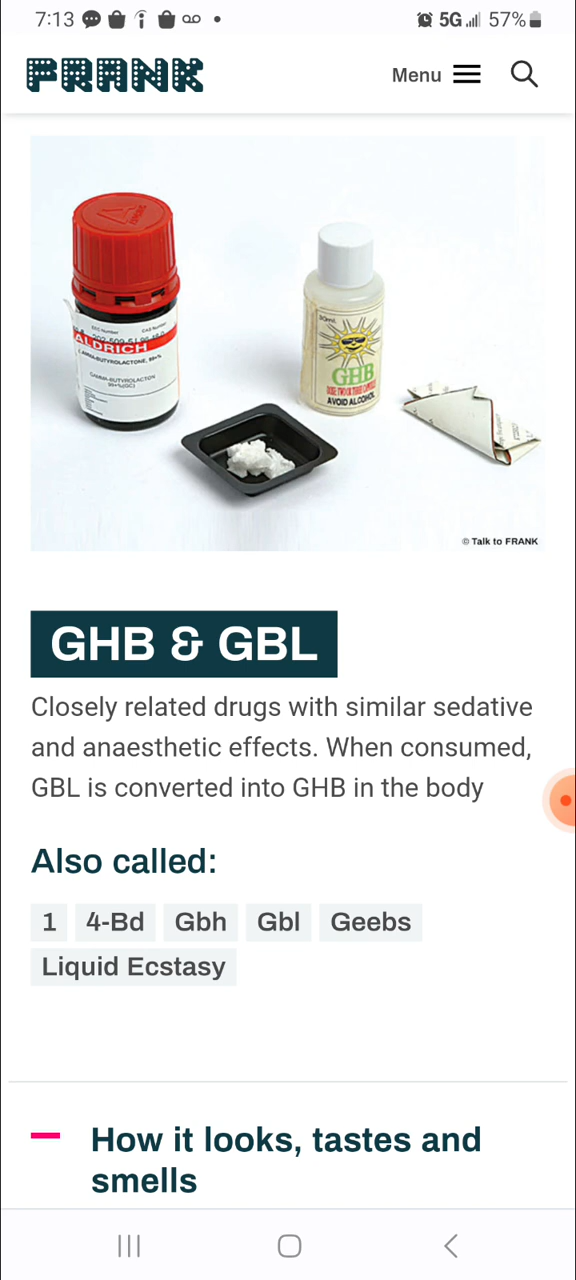 7:13
5G 57%
FRANK
Menu
ALDRICH
GHB
AVOID ALCOHOL
© Talk to FRANK
GHB & GBL
Closely related drugs with similar sedative
and anaesthetic effects. When consumed,
GBL is converted into GHB in the body
Also called:
1 4-Bd Gbh Gbl Geebs
Liquid Ecstasy
How it looks, tastes and
smells